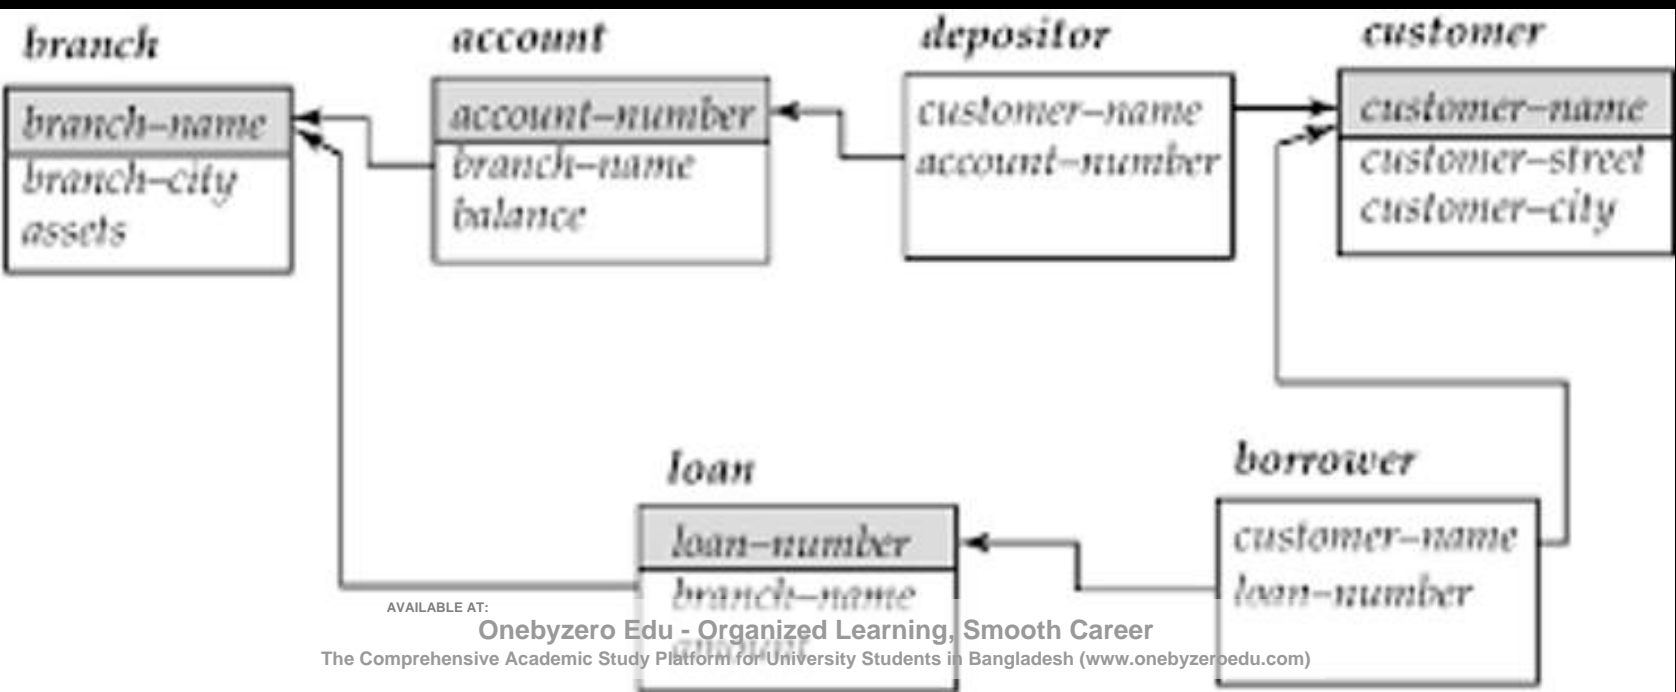 branch
branch–name
branch–city
assets
account
account–number
branch–name
balance
depositor
customer–name
account–number
customer
customer–name
customer–street
customer–city
loan
loan–number
branch–name
amount
borrower
customer–name
loan–number
AVAILABLE AT:
Onebyzero Edu - Organized Learning, Smooth Career
The Comprehensive Academic Study Platform for University Students in Bangladesh (www.onebyzeroedu.com)